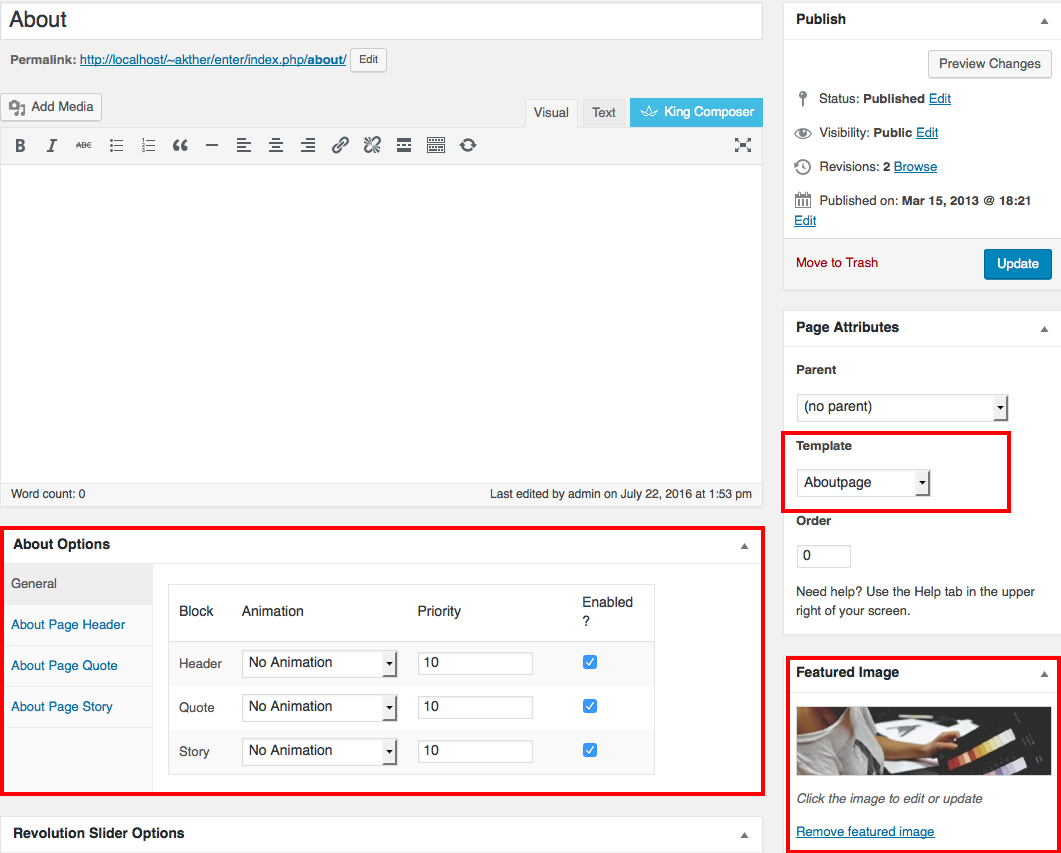 About
Permalink: http://localhost/~akther/enter/index.php/about/ Edit
Add Media
Visual Text King Composer
B I ABC
Word count: 0 Last edited by admin on July 22, 2016 at 1:53 pm
About Options
General
About Page Header
About Page Quote
About Page Story
Block Animation Priority Enabled ?
Header No Animation 10
Quote No Animation 10
Story No Animation 10
Revolution Slider Options
Publish
Preview Changes
Status: Published Edit
Visibility: Public Edit
Revisions: 2 Browse
Published on: Mar 15, 2013 @ 18:21
Edit
Move to Trash Update
Page Attributes
Parent
(no parent)
Template
Aboutpage
Order
0
Need help? Use the Help tab in the upper
right of your screen.
Featured Image
Click the image to edit or update
Remove featured image